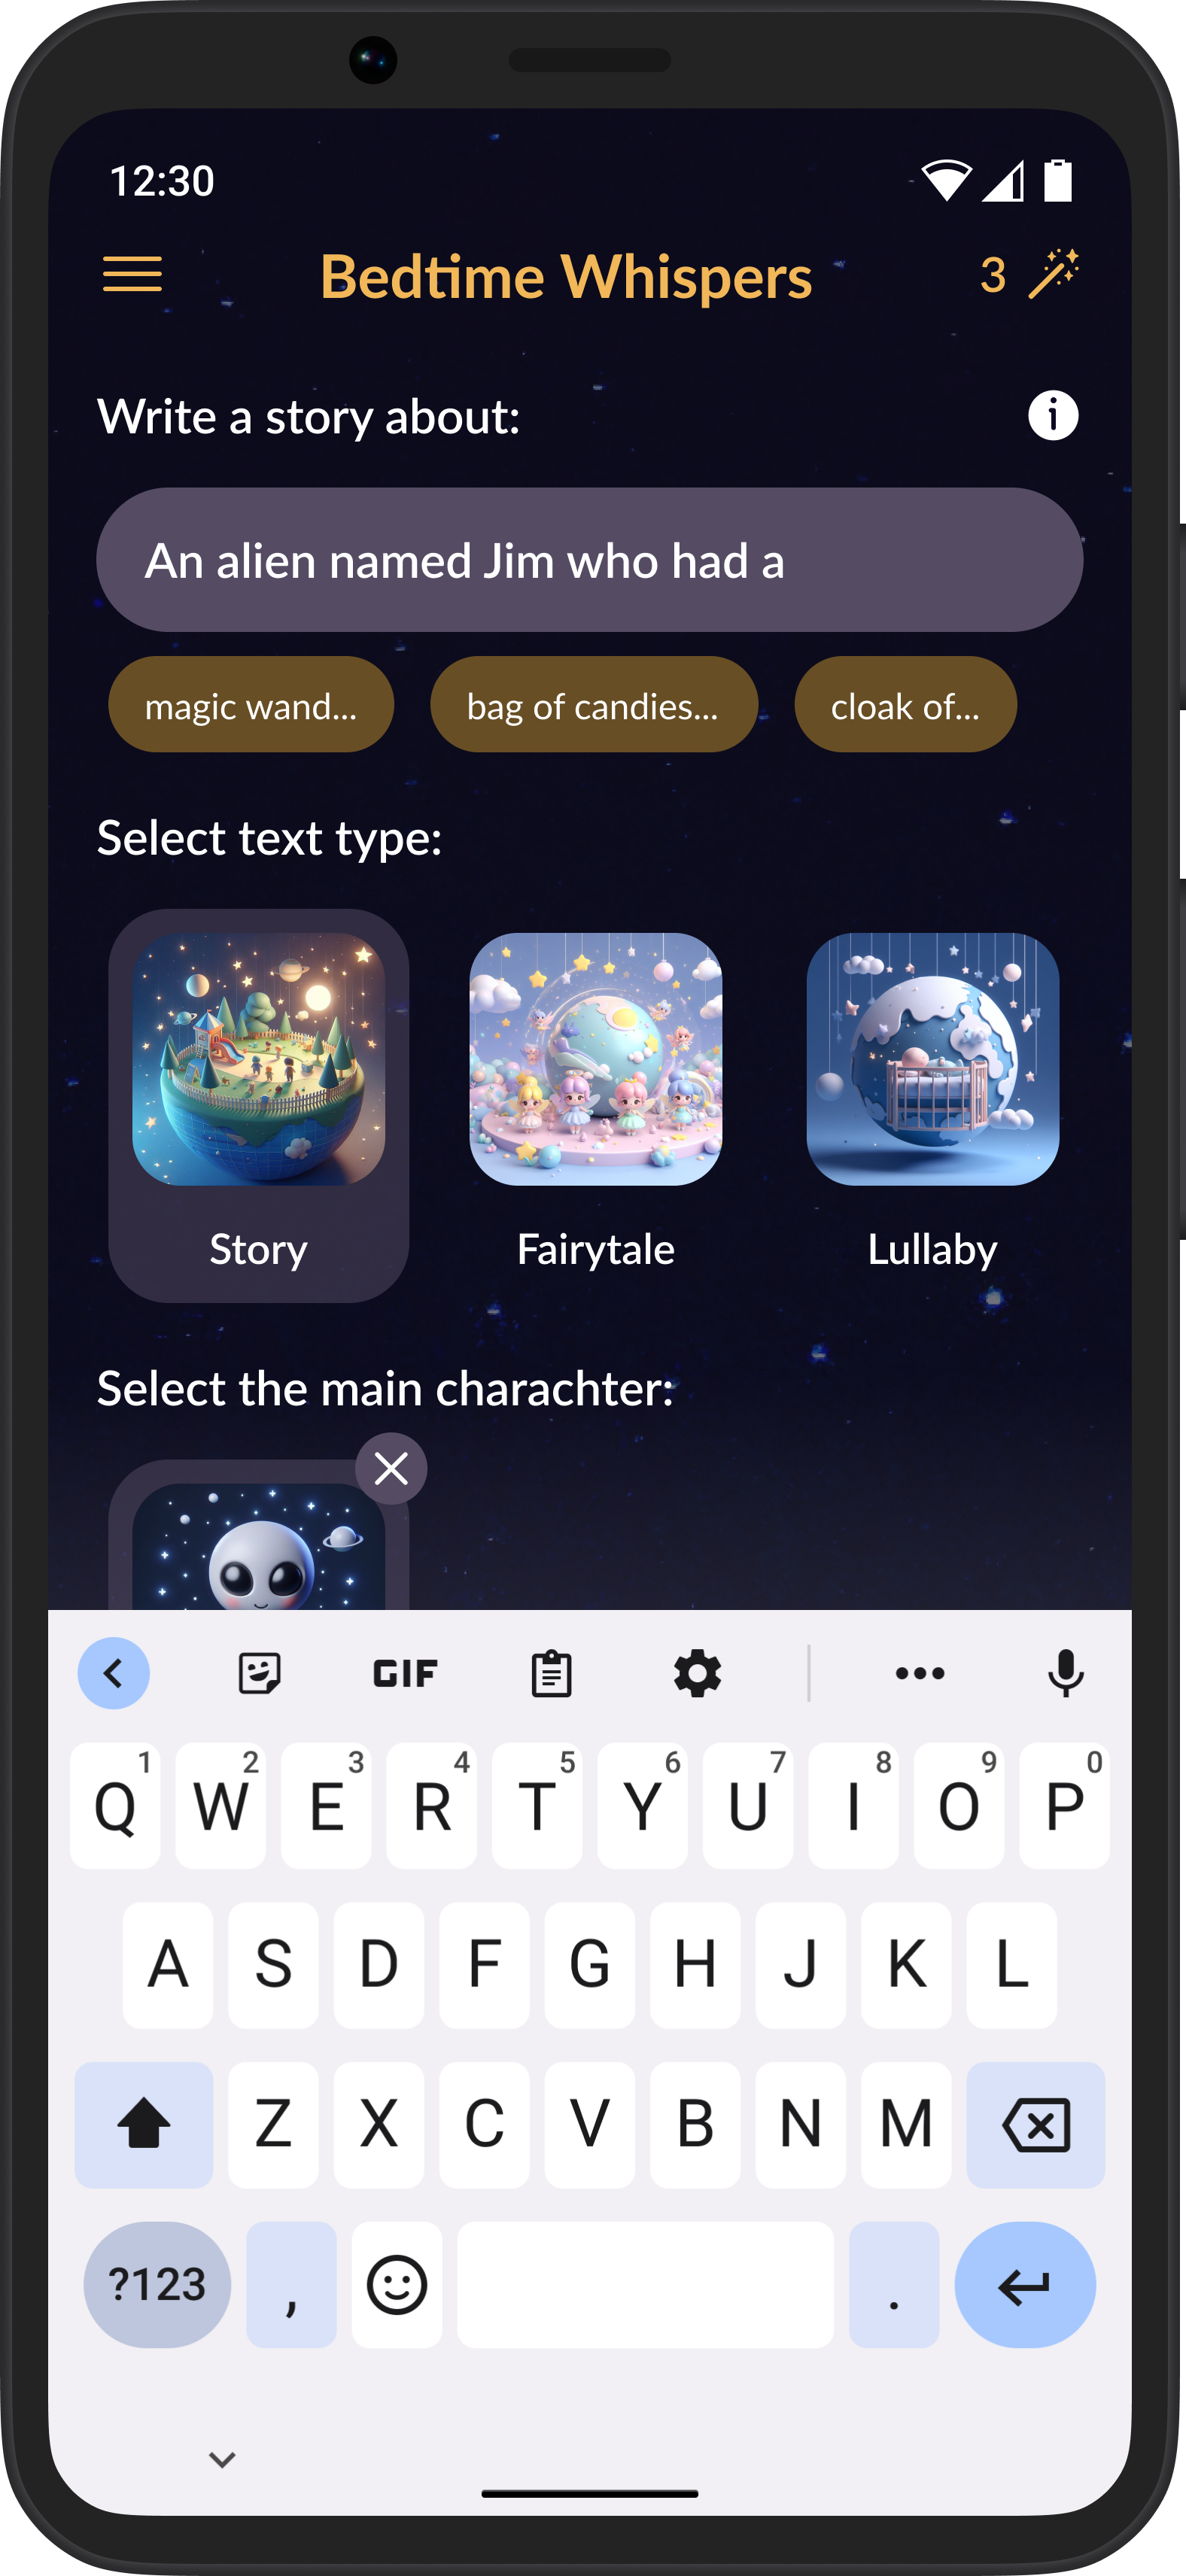 12:30
Bedtime Whispers 3
Write a story about:
An alien named Jim who had a
magic wand... bag of candies... cloak of...
Select text type:
Story Fairytale Lullaby
Select the main charachter:
GIF
Q 1 W 2 E 3 R 4 T 5 Y 6 U 7 I 8 O 9 P 0
A S D F G H J K L
Z X C V B N M
?123 , .